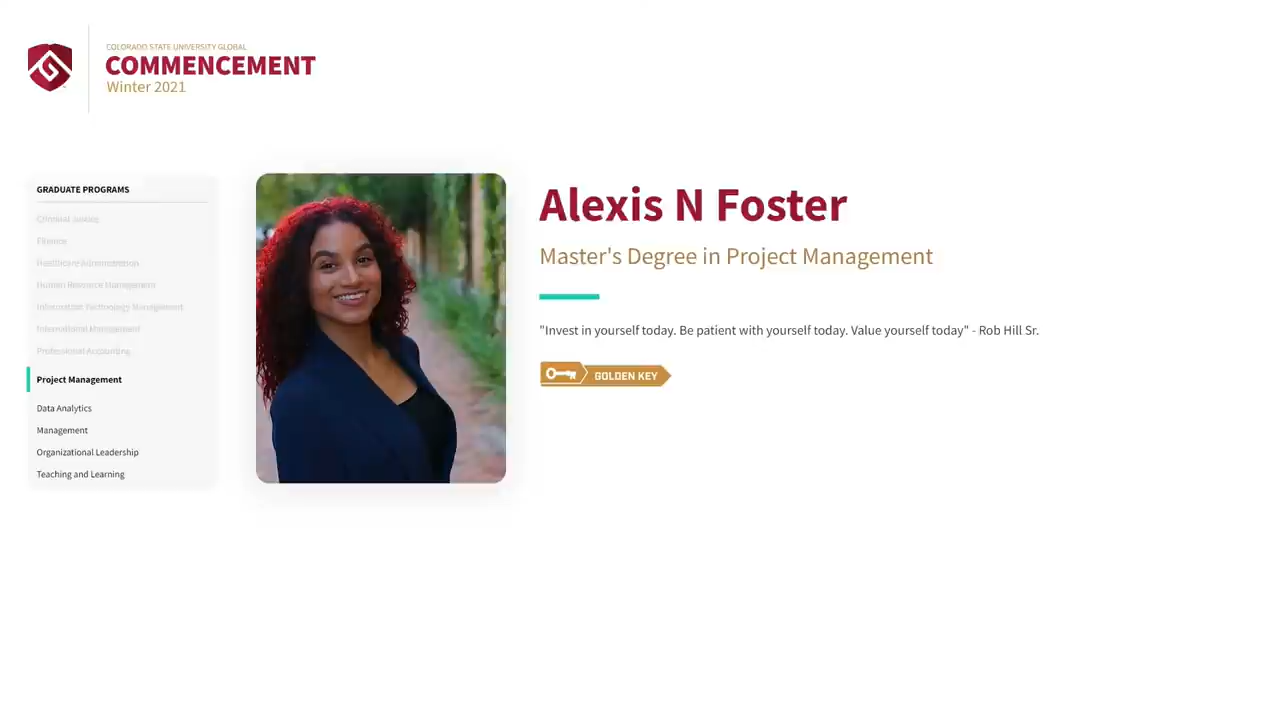 COLORADO STATE UNIVERSITY GLOBAL
COMMENCEMENT
Winter 2021
GRADUATE PROGRAMS
Criminal Justice
Finance
Healthcare Administration
Human Resource Management
Information Technology Management
International Management
Professional Accounting
Project Management
Data Analytics
Management
Organizational Leadership
Teaching and Learning
Alexis N Foster
Master's Degree in Project Management
"Invest in yourself today. Be patient with yourself today. Value yourself today" - Rob Hill Sr.
GOLDEN KEY